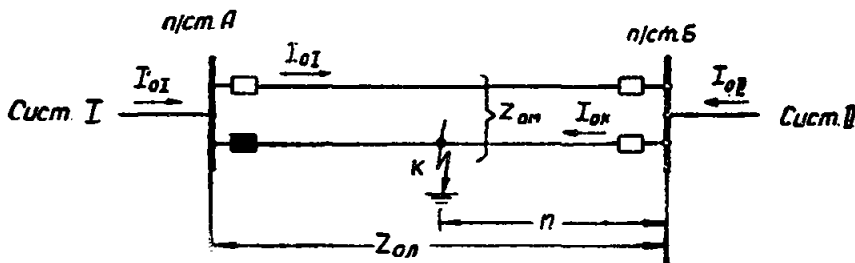 п/ст. А
п/ст. Б
I₀I
I₀I
I₀II
Сист. I
Z₀м
I₀к
Сист. II
К
n
Z₀л